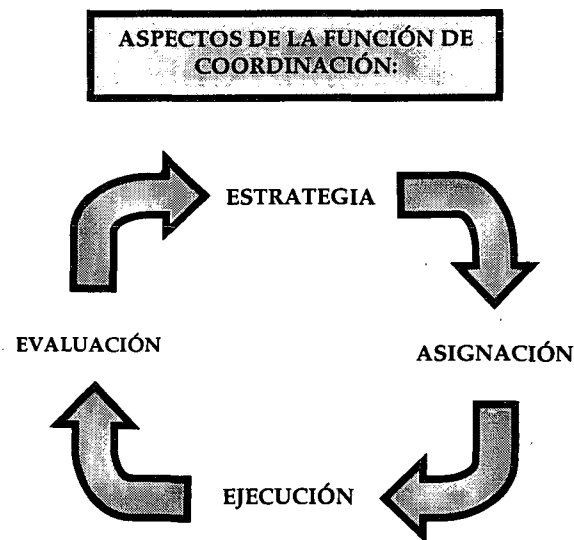 ASPECTOS DE LA FUNCIÓN DE
COORDINACIÓN:
ESTRATEGIA
EVALUACIÓN
ASIGNACIÓN
EJECUCIÓN